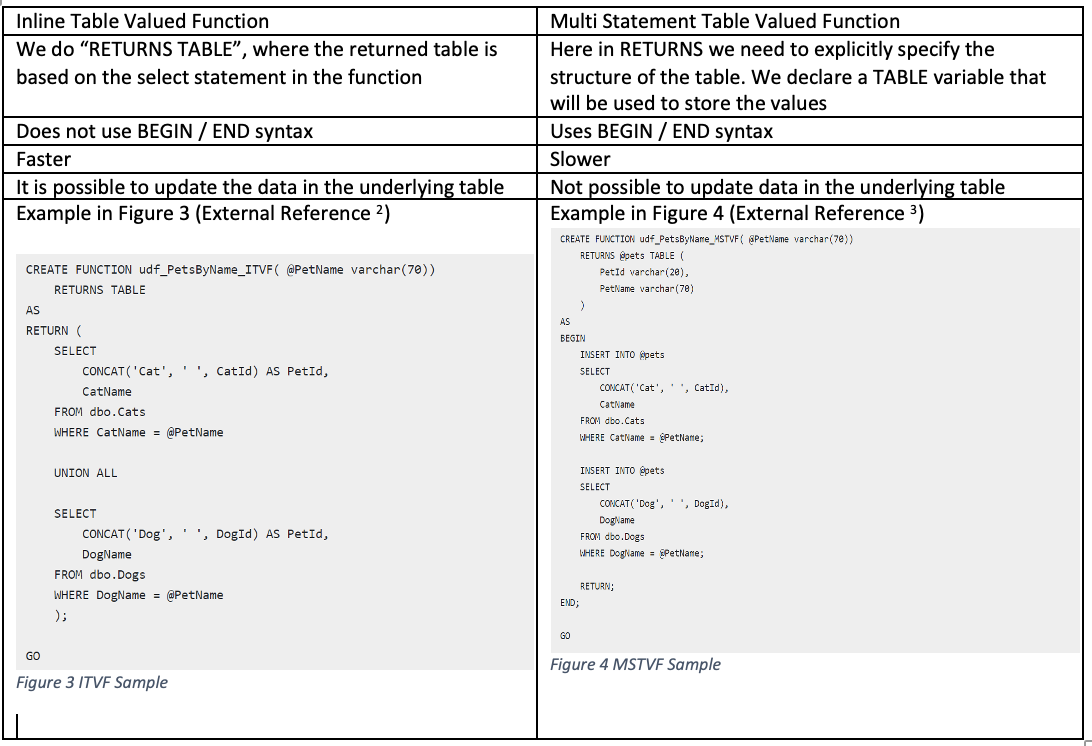 Inline Table Valued Function
Multi Statement Table Valued Function
We do “RETURNS TABLE”, where the returned table is
based on the select statement in the function
Here in RETURNS we need to explicitly specify the
structure of the table. We declare a TABLE variable that
will be used to store the values
Does not use BEGIN / END syntax
Uses BEGIN / END syntax
Faster
Slower
It is possible to update the data in the underlying table
Not possible to update data in the underlying table
Example in Figure 3 (External Reference ²)
CREATE FUNCTION udf_PetsByName_ITVF( @PetName varchar(70))
RETURNS TABLE
AS
RETURN (
SELECT
CONCAT('Cat', ' ', CatId) AS PetId,
CatName
FROM dbo.Cats
WHERE CatName = @PetName
UNION ALL
SELECT
CONCAT('Dog', ' ', DogId) AS PetId,
DogName
FROM dbo.Dogs
WHERE DogName = @PetName
);
GO
Figure 3 ITVF Sample
Example in Figure 4 (External Reference ³)
CREATE FUNCTION udf_PetsByName_MSTVF( @PetName varchar(70))
RETURNS @pets TABLE (
PetId varchar(20),
PetName varchar(70)
)
AS
BEGIN
INSERT INTO @pets
SELECT
CONCAT('Cat', ' ', CatId),
CatName
FROM dbo.Cats
WHERE CatName = @PetName;
INSERT INTO @pets
SELECT
CONCAT('Dog', ' ', DogId),
DogName
FROM dbo.Dogs
WHERE DogName = @PetName;
RETURN;
END;
GO
Figure 4 MSTVF Sample